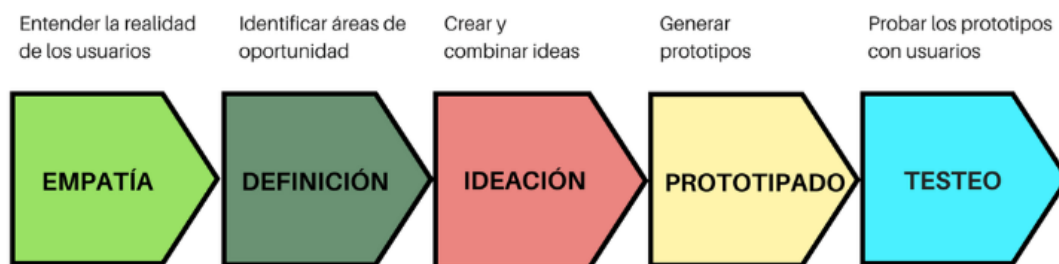 Entender la realidad
de los usuarios
Identificar áreas de
oportunidad
Crear y
combinar ideas
Generar
prototipos
Probar los prototipos
con usuarios
EMPATÍA
DEFINICIÓN
IDEACIÓN
PROTOTIPADO
TESTEO